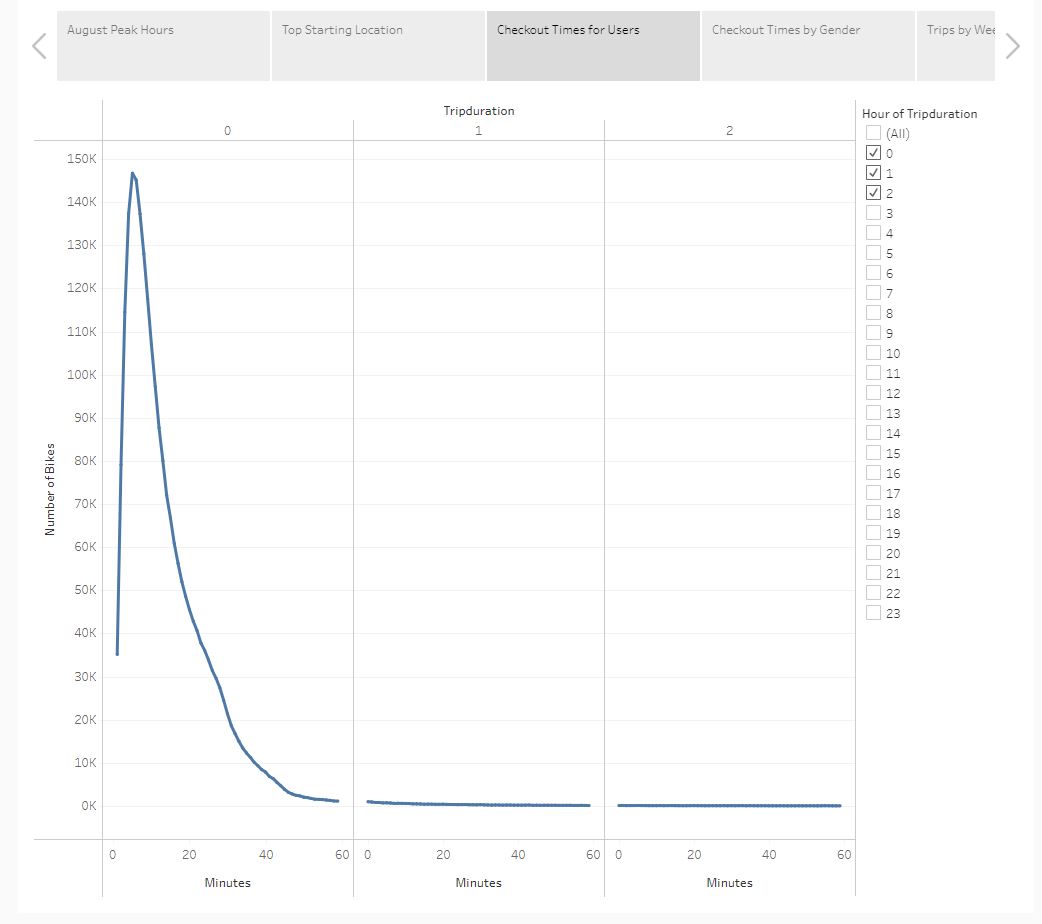 August Peak Hours
Top Starting Location
Checkout Times for Users
Checkout Times by Gender
Trips by Wee
Tripduration
0 1 2
Number of Bikes
150K
140K
130K
120K
110K
100K
90K
80K
70K
60K
50K
40K
30K
20K
10K
0K
0 20 40 60 0 20 40 60 0 20 40 60
Minutes Minutes Minutes
Hour of Tripduration
(All)
0
1
2
3
4
5
6
7
8
9
10
11
12
13
14
15
16
17
18
19
20
21
22
23